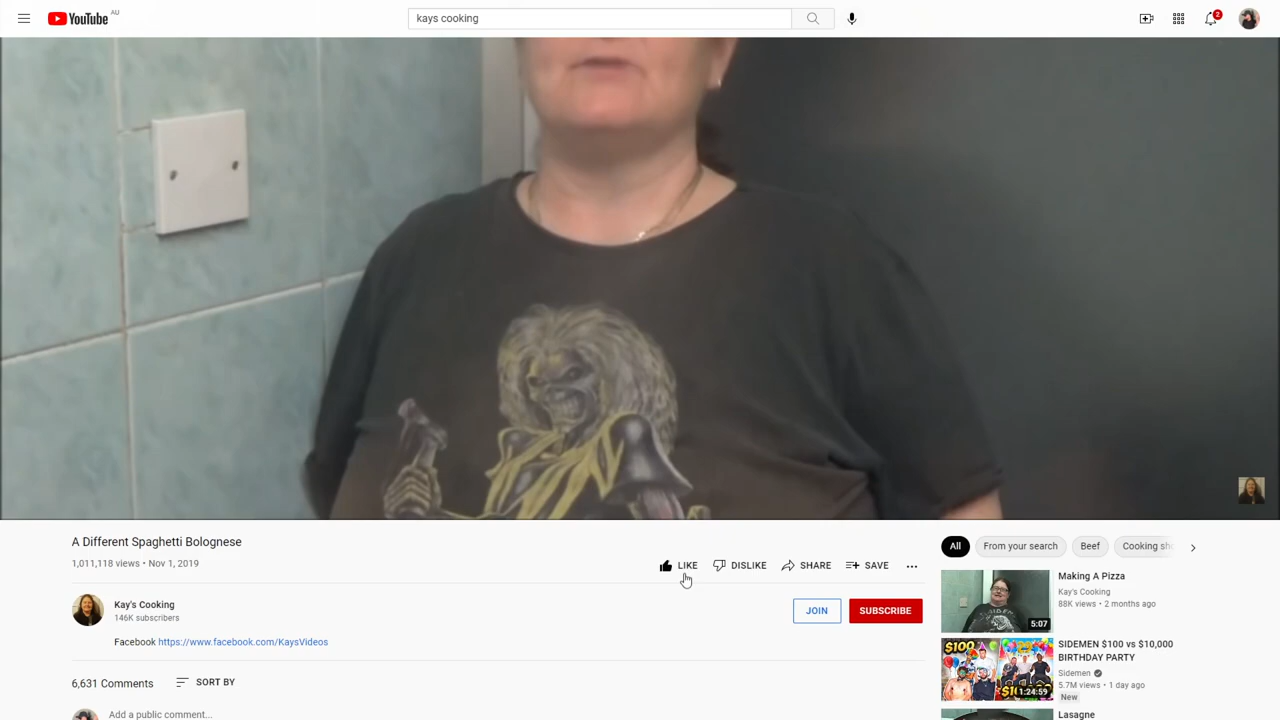 YouTube AU
kays cooking
2
A Different Spaghetti Bolognese
1,011,118 views • Nov 1, 2019
LIKE
DISLIKE
SHARE
SAVE
Kay's Cooking
146K subscribers
JOIN
SUBSCRIBE
Facebook https://www.facebook.com/KaysVideos
6,631 Comments
SORT BY
Add a public comment...
All
From your search
Beef
Cooking sho
5:07
Making A Pizza
Kay's Cooking
88K views • 2 months ago
$100
1:24:59
SIDEMEN $100 vs $10,000
BIRTHDAY PARTY
Sidemen
5.7M views • 1 day ago
New
Lasagne